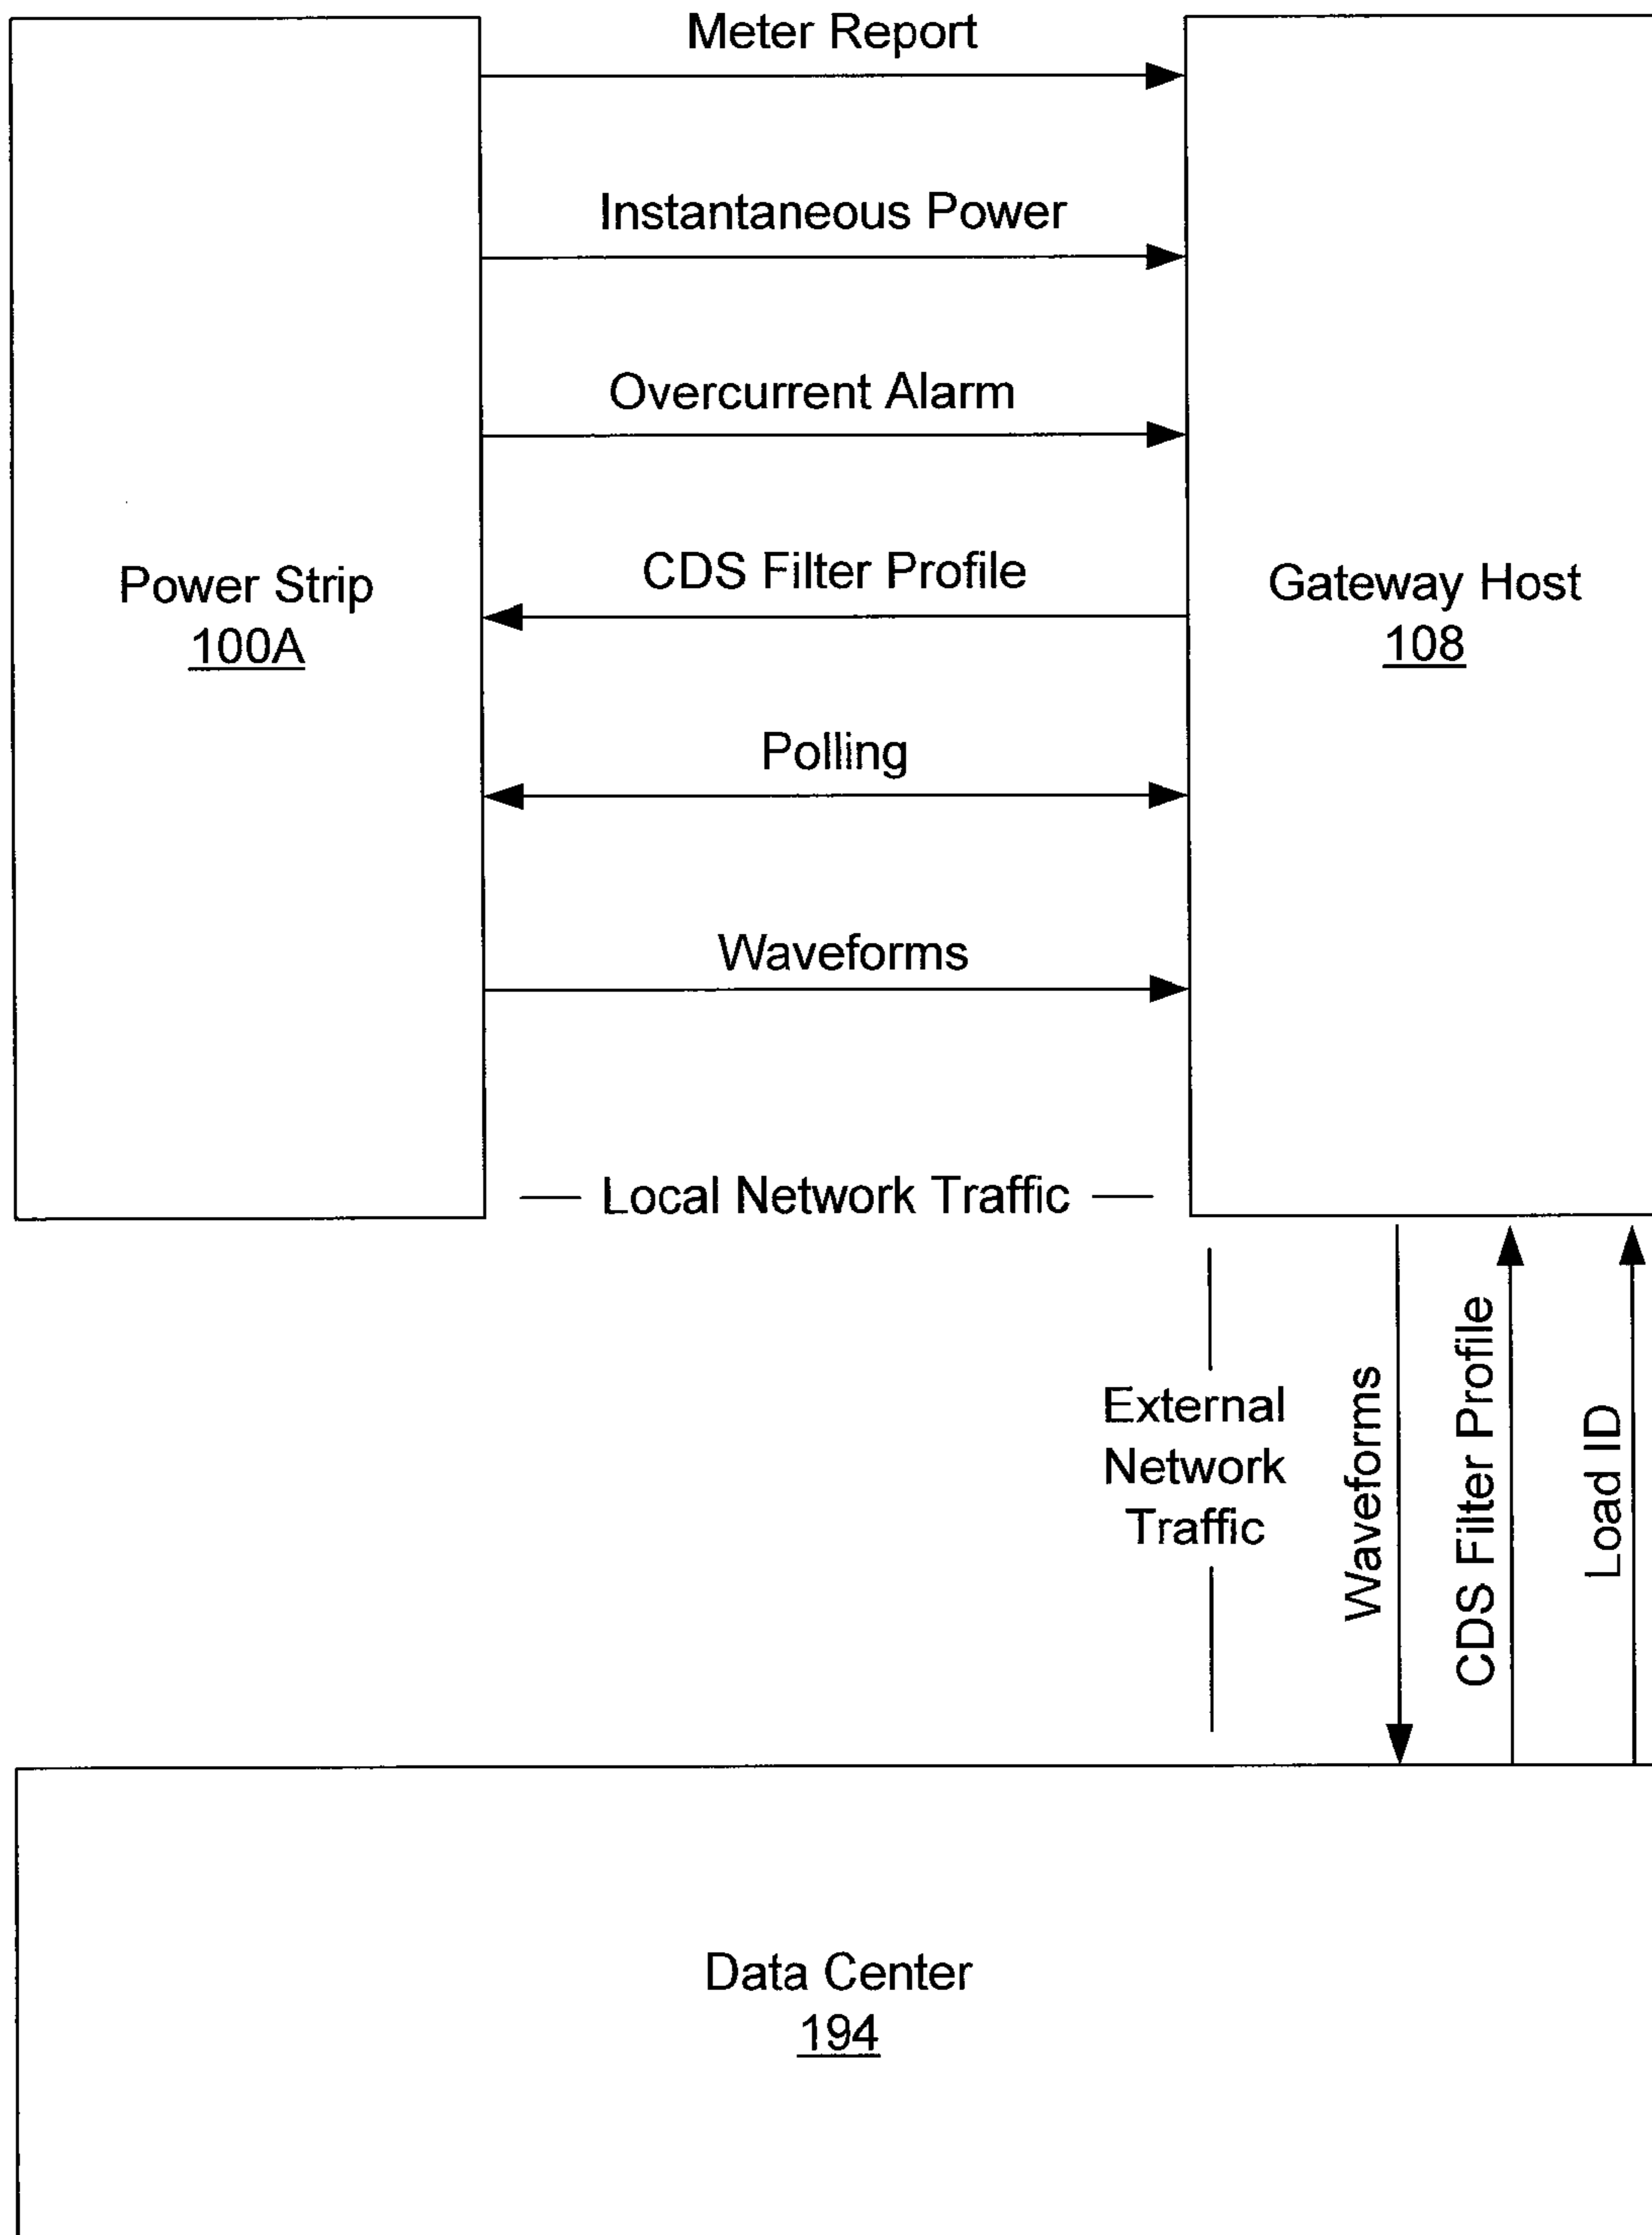 Meter Report
Instantaneous Power
Overcurrent Alarm
CDS Filter Profile
Power Strip
100A
Gateway Host
108
Polling
Waveforms
Local Network Traffic
External
Network
Traffic
Waveforms
CDS Filter Profile
Load ID
Data Center
194